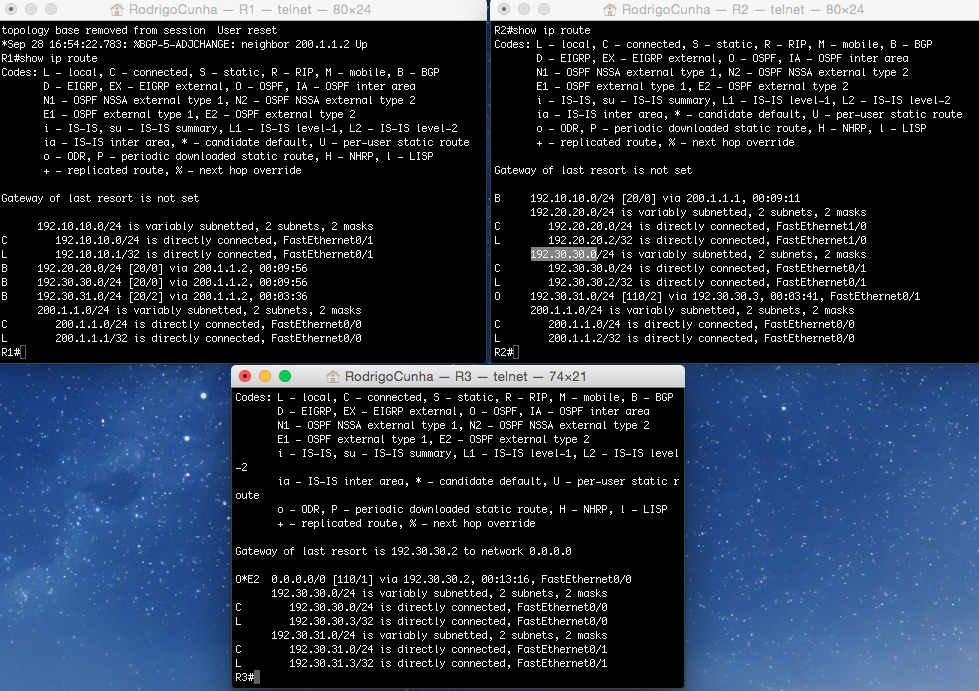 RodrigoCunha — R1 — telnet — 80×24
topology base removed from session  User reset
*Sep 28 16:54:22.783: %BGP-5-ADJCHANGE: neighbor 200.1.1.2 Up
R1#show ip route
Codes: L - local, C - connected, S - static, R - RIP, M - mobile, B - BGP
       D - EIGRP, EX - EIGRP external, O - OSPF, IA - OSPF inter area
       N1 - OSPF NSSA external type 1, N2 - OSPF NSSA external type 2
       E1 - OSPF external type 1, E2 - OSPF external type 2
       i - IS-IS, su - IS-IS summary, L1 - IS-IS level-1, L2 - IS-IS level-2
       ia - IS-IS inter area, * - candidate default, U - per-user static route
       o - ODR, P - periodic downloaded static route, H - NHRP, l - LISP
       + - replicated route, % - next hop override
Gateway of last resort is not set
      192.10.10.0/24 is variably subnetted, 2 subnets, 2 masks
C        192.10.10.0/24 is directly connected, FastEthernet0/1
L        192.10.10.1/32 is directly connected, FastEthernet0/1
B     192.20.20.0/24 [20/0] via 200.1.1.2, 00:09:56
B     192.30.30.0/24 [20/0] via 200.1.1.2, 00:09:56
B     192.30.31.0/24 [20/2] via 200.1.1.2, 00:03:36
      200.1.1.0/24 is variably subnetted, 2 subnets, 2 masks
C        200.1.1.0/24 is directly connected, FastEthernet0/0
L        200.1.1.1/32 is directly connected, FastEthernet0/0
R1#
RodrigoCunha — R2 — telnet — 80×24
R2#show ip route
Codes: L - local, C - connected, S - static, R - RIP, M - mobile, B - BGP
       D - EIGRP, EX - EIGRP external, O - OSPF, IA - OSPF inter area
       N1 - OSPF NSSA external type 1, N2 - OSPF NSSA external type 2
       E1 - OSPF external type 1, E2 - OSPF external type 2
       i - IS-IS, su - IS-IS summary, L1 - IS-IS level-1, L2 - IS-IS level-2
       ia - IS-IS inter area, * - candidate default, U - per-user static route
       o - ODR, P - periodic downloaded static route, H - NHRP, l - LISP
       + - replicated route, % - next hop override
Gateway of last resort is not set
B     192.10.10.0/24 [20/0] via 200.1.1.1, 00:09:11
      192.20.20.0/24 is variably subnetted, 2 subnets, 2 masks
C        192.20.20.0/24 is directly connected, FastEthernet1/0
L        192.20.20.2/32 is directly connected, FastEthernet1/0
      192.30.30.0/24 is variably subnetted, 2 subnets, 2 masks
C        192.30.30.0/24 is directly connected, FastEthernet0/1
L        192.30.30.2/32 is directly connected, FastEthernet0/1
O     192.30.31.0/24 [110/2] via 192.30.30.3, 00:03:41, FastEthernet0/1
      200.1.1.0/24 is variably subnetted, 2 subnets, 2 masks
C        200.1.1.0/24 is directly connected, FastEthernet0/0
L        200.1.1.2/32 is directly connected, FastEthernet0/0
R2#
RodrigoCunha — R3 — telnet — 74×21
Codes: L - local, C - connected, S - static, R - RIP, M - mobile, B - BGP
       D - EIGRP, EX - EIGRP external, O - OSPF, IA - OSPF inter area
       N1 - OSPF NSSA external type 1, N2 - OSPF NSSA external type 2
       E1 - OSPF external type 1, E2 - OSPF external type 2
       i - IS-IS, su - IS-IS summary, L1 - IS-IS level-1, L2 - IS-IS level
-2
       ia - IS-IS inter area, * - candidate default, U - per-user static r
oute
       o - ODR, P - periodic downloaded static route, H - NHRP, l - LISP
       + - replicated route, % - next hop override
Gateway of last resort is 192.30.30.2 to network 0.0.0.0
O*E2  0.0.0.0/0 [110/1] via 192.30.30.2, 00:13:16, FastEthernet0/0
      192.30.30.0/24 is variably subnetted, 2 subnets, 2 masks
C        192.30.30.0/24 is directly connected, FastEthernet0/0
L        192.30.30.3/32 is directly connected, FastEthernet0/0
      192.30.31.0/24 is variably subnetted, 2 subnets, 2 masks
C        192.30.31.0/24 is directly connected, FastEthernet0/1
L        192.30.31.3/32 is directly connected, FastEthernet0/1
R3#